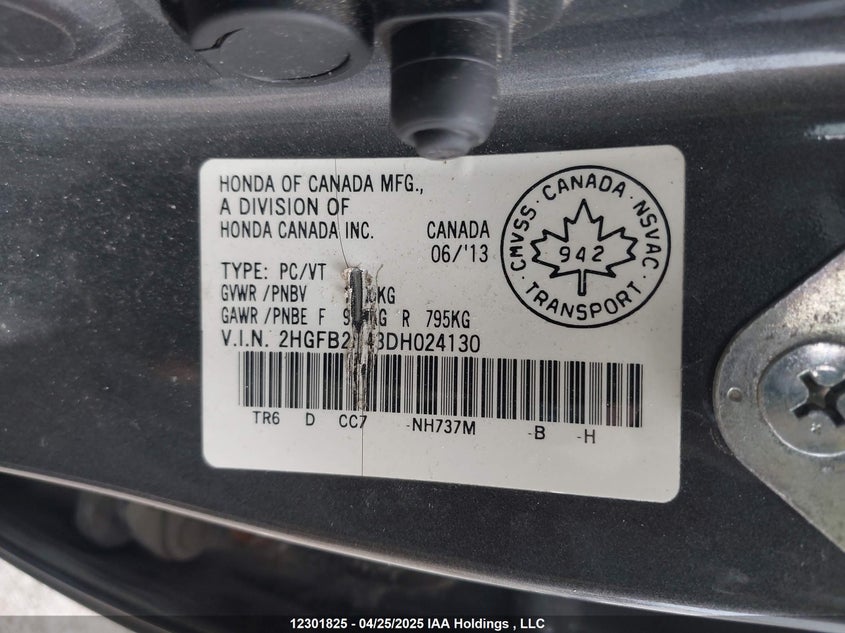 HONDA OF CANADA MFG.,
A DIVISION OF
HONDA CANADA INC. CANADA
06/'13
TYPE: PC/VT
GVWR /PNBV KG
GAWR /PNBE F R 795KG
V.I.N.
TR6 D CC7 -NH737M -B -H
CMVSS · CANADA · NSVAC
942
· TRANSPORT ·
12301825 - 04/25/2025 IAA Holdings , LLC